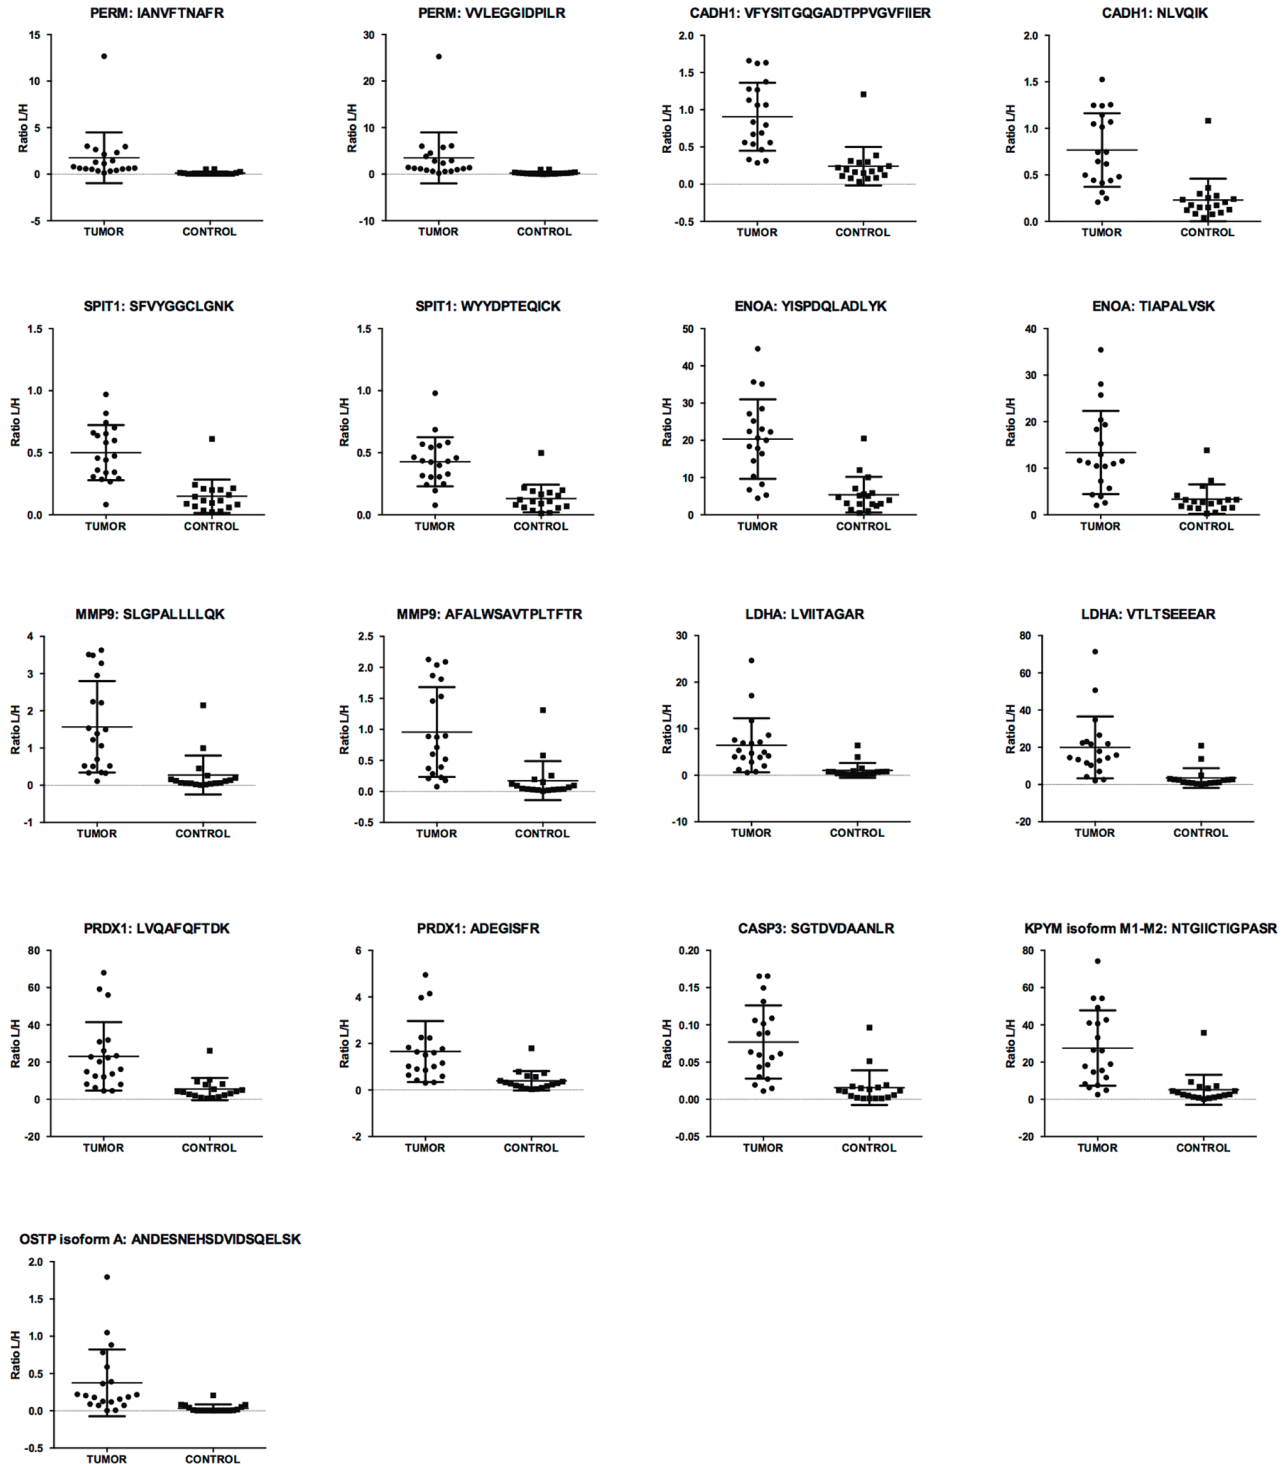 PERM: IANVFTNAFR
Ratio L/H
15
10
5
0
-5
TUMOR CONTROL
PERM: VVLEGGIDPILR
Ratio L/H
30
20
10
0
-10
TUMOR CONTROL
CADH1: VFYSITGQGADTPPVGVFIIER
Ratio L/H
2.0
1.5
1.0
0.5
0.0
-0.5
TUMOR CONTROL
CADH1: NLVQIK
Ratio L/H
2.0
1.5
1.0
0.5
0.0
TUMOR CONTROL
SPIT1: SFVYGGCLGNK
Ratio L/H
1.5
1.0
0.5
0.0
TUMOR CONTROL
SPIT1: WYYDPTEQICK
Ratio L/H
1.5
1.0
0.5
0.0
TUMOR CONTROL
ENOA: YISPDQLADLYK
Ratio L/H
50
40
30
20
10
0
TUMOR CONTROL
ENOA: TIAPALVSK
Ratio L/H
40
30
20
10
0
TUMOR CONTROL
MMP9: SLGPALLLLQK
Ratio L/H
4
3
2
1
0
-1
TUMOR CONTROL
MMP9: AFALWSAVTPLTFTR
Ratio L/H
2.5
2.0
1.5
1.0
0.5
0.0
-0.5
TUMOR CONTROL
LDHA: LVIITAGAR
Ratio L/H
30
20
10
0
-10
TUMOR CONTROL
LDHA: VTLTSEEEAR
Ratio L/H
80
60
40
20
0
-20
TUMOR CONTROL
PRDX1: LVQAFQFTDK
Ratio L/H
80
60
40
20
0
-20
TUMOR CONTROL
PRDX1: ADEGISFR
Ratio L/H
6
4
2
0
-2
TUMOR CONTROL
CASP3: SGTDVDAANLR
Ratio L/H
0.20
0.15
0.10
0.05
0.00
-0.05
TUMOR CONTROL
KPYM isoform M1-M2: NTGIICTIGPASR
Ratio L/H
80
60
40
20
0
-20
TUMOR CONTROL
OSTP isoform A: ANDESNEHSDVIDSQELSK
Ratio L/H
2.0
1.5
1.0
0.5
0.0
-0.5
TUMOR CONTROL